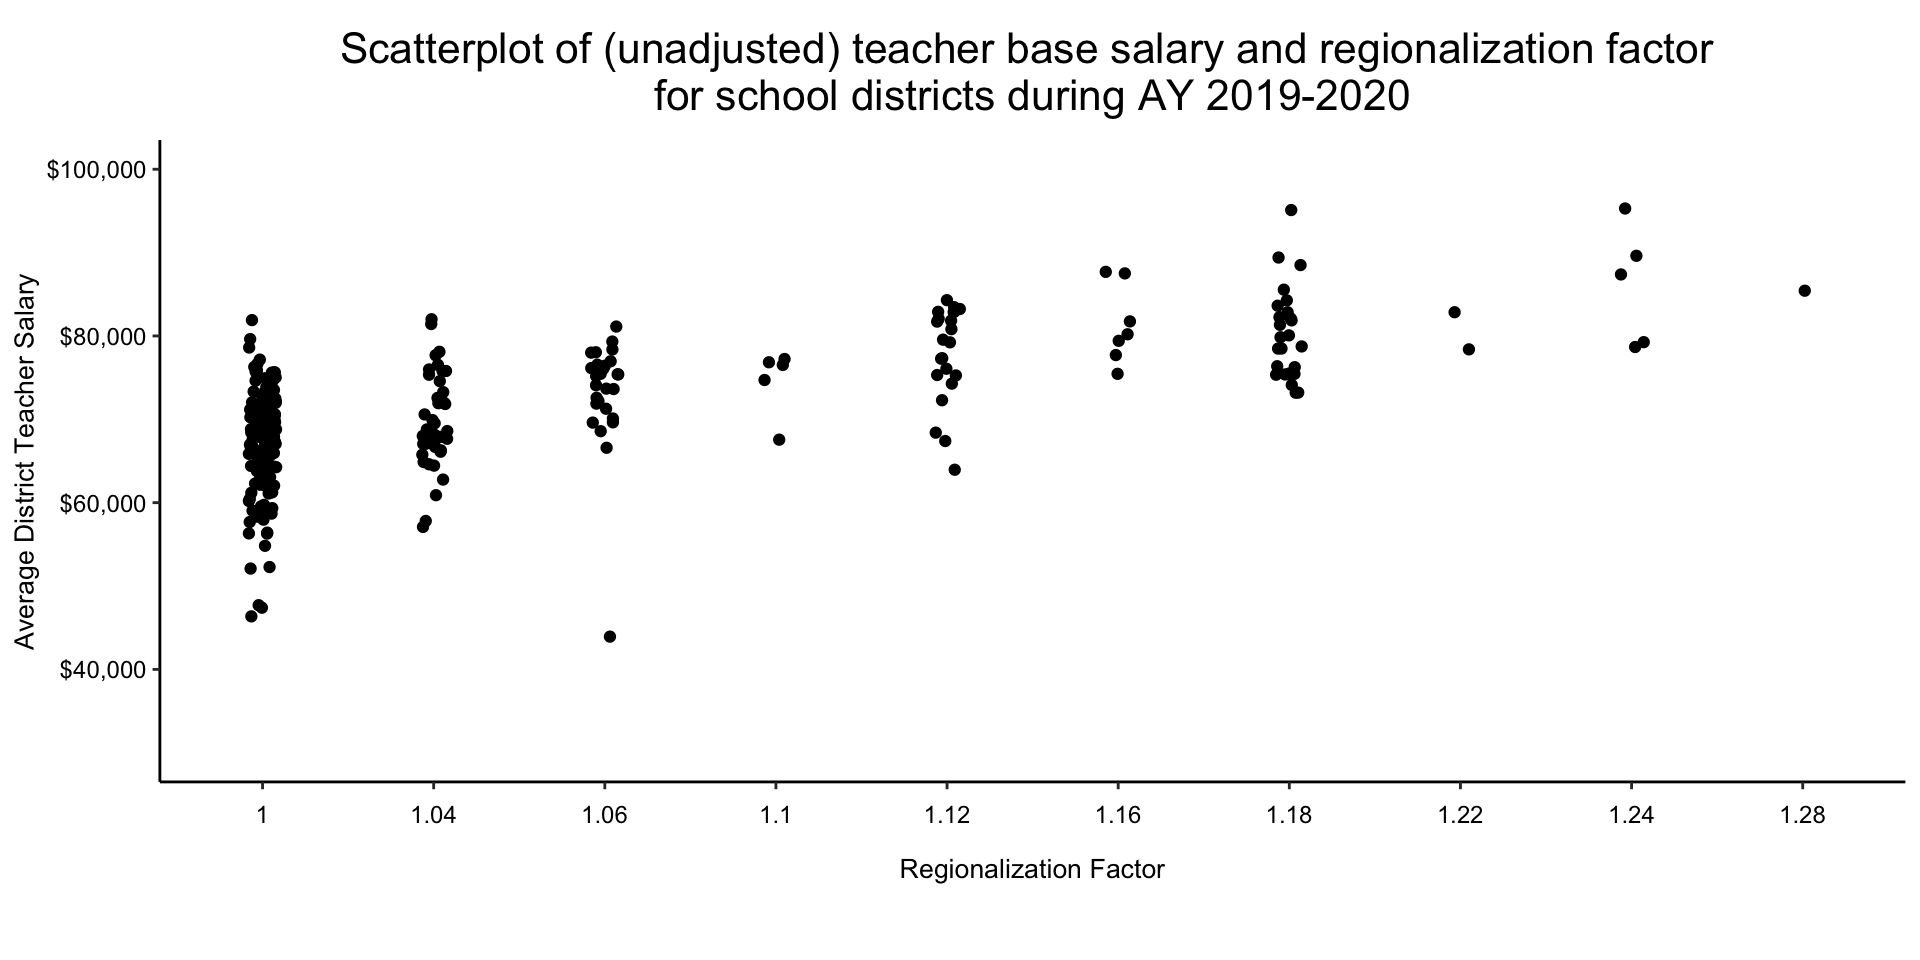 Scatterplot of (unadjusted) teacher base salary and regionalization factor
for school districts during AY 2019-2020
$100,000
$80,000
$60,000
$40,000
Average District Teacher Salary
1 1.04 1.06 1.1 1.12 1.16 1.18 1.22 1.24 1.28
Regionalization Factor